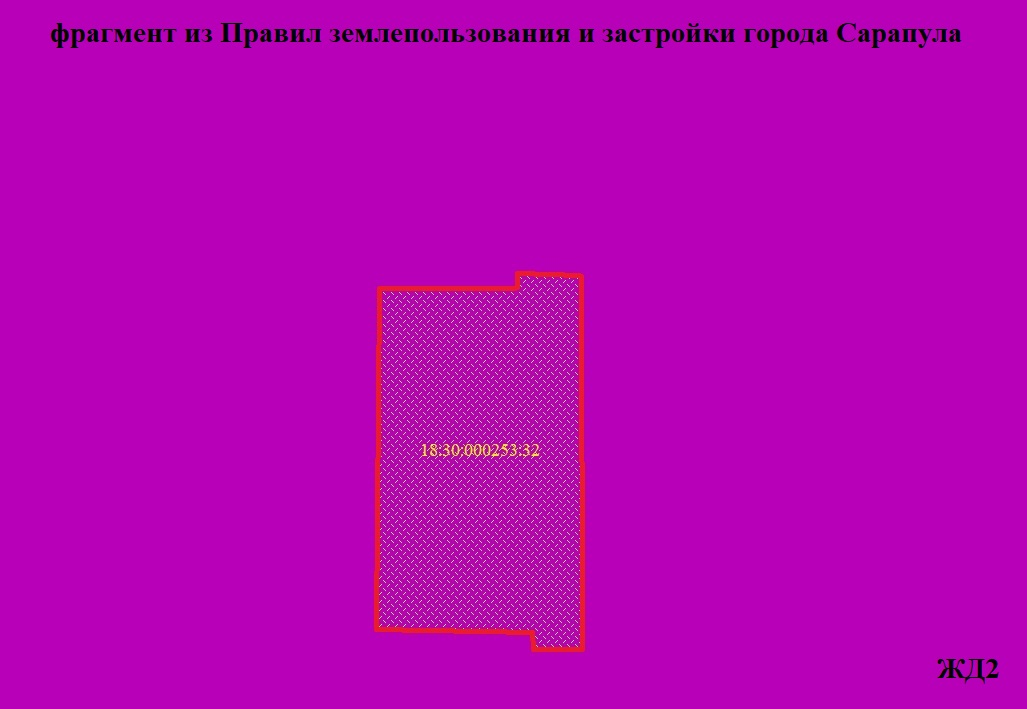 фрагмент из Правил землепользования и застройки города Сарапула
18:30:000253:32
ЖД2